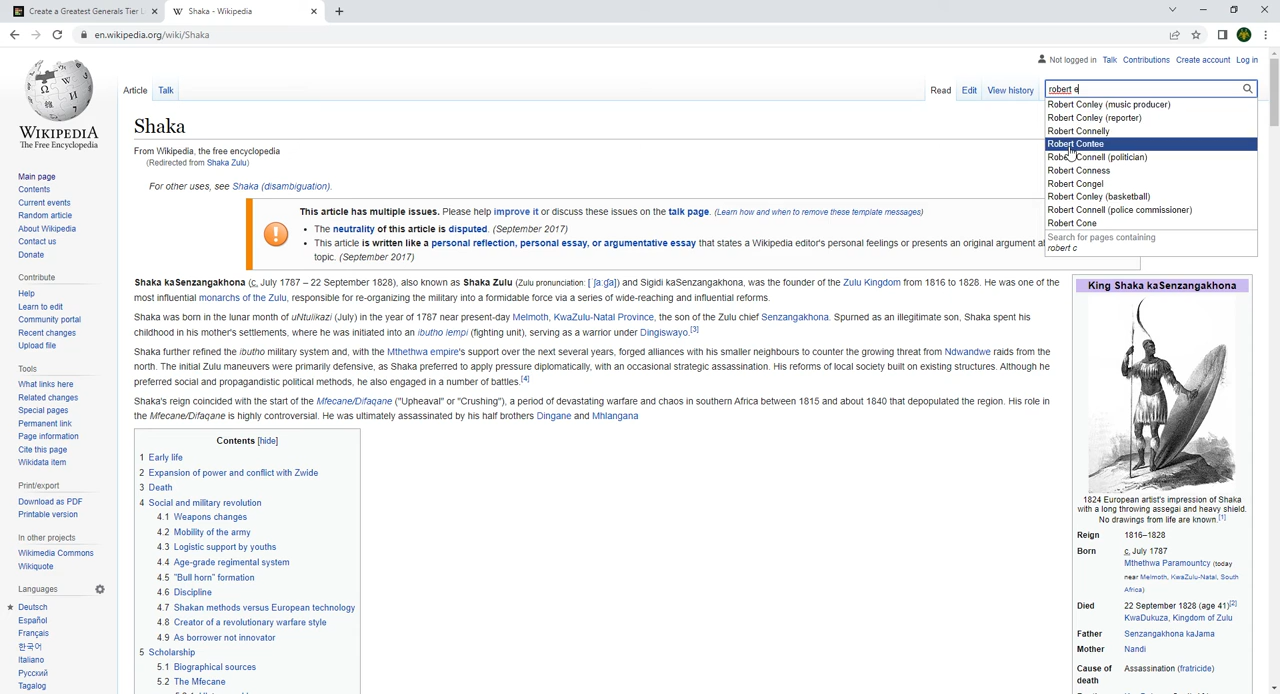 Create a Greatest Generals Tier L
Shaka - Wikipedia
en.wikipedia.org/wiki/Shaka
Not logged in Talk Contributions Create account Log in
Article Talk
Read Edit View history
robert e
Robert Conley (music producer)
Robert Conley (reporter)
Robert Connelly
Robert Contee
Robert Connell (politician)
Robert Conness
Robert Congel
Robert Conley (basketball)
Robert Connell (police commissioner)
Robert Cone
Search for pages containing
robert c
WIKIPEDIA
The Free Encyclopedia
Main page
Contents
Current events
Random article
About Wikipedia
Contact us
Donate
Contribute
Help
Learn to edit
Community portal
Recent changes
Upload file
Tools
What links here
Related changes
Special pages
Permanent link
Page information
Cite this page
Wikidata item
Print/export
Download as PDF
Printable version
In other projects
Wikimedia Commons
Wikiquote
Languages
Deutsch
Español
Français
한국어
Italiano
Русский
Tagalog
Shaka
From Wikipedia, the free encyclopedia
(Redirected from Shaka Zulu)
For other uses, see Shaka (disambiguation).
This article has multiple issues. Please help improve it or discuss these issues on the talk page. (Learn how and when to remove these template messages)
• The neutrality of this article is disputed. (September 2017)
• This article is written like a personal reflection, personal essay, or argumentative essay that states a Wikipedia editor's personal feelings or presents an original argument ab
topic. (September 2017)
Shaka kaSenzangakhona (c. July 1787 – 22 September 1828), also known as Shaka Zulu (Zulu pronunciation: [ˈʃaːɠa]) and Sigidi kaSenzangakhona, was the founder of the Zulu Kingdom from 1816 to 1828. He was one of the
most influential monarchs of the Zulu, responsible for re-organizing the military into a formidable force via a series of wide-reaching and influential reforms.
Shaka was born in the lunar month of uNtulikazi (July) in the year of 1787 near present-day Melmoth, KwaZulu-Natal Province, the son of the Zulu chief Senzangakhona. Spurned as an illegitimate son, Shaka spent his
childhood in his mother's settlements, where he was initiated into an ibutho lempi (fighting unit), serving as a warrior under Dingiswayo.[3]
Shaka further refined the ibutho military system and, with the Mthethwa empire's support over the next several years, forged alliances with his smaller neighbours to counter the growing threat from Ndwandwe raids from the
north. The initial Zulu maneuvers were primarily defensive, as Shaka preferred to apply pressure diplomatically, with an occasional strategic assassination. His reforms of local society built on existing structures. Although he
preferred social and propagandistic political methods, he also engaged in a number of battles.[4]
Shaka's reign coincided with the start of the Mfecane/Difaqane ("Upheaval" or "Crushing"), a period of devastating warfare and chaos in southern Africa between 1815 and about 1840 that depopulated the region. His role in
the Mfecane/Difaqane is highly controversial. He was ultimately assassinated by his half brothers Dingane and Mhlangana
Contents [hide]
1 Early life
2 Expansion of power and conflict with Zwide
3 Death
4 Social and military revolution
4.1 Weapons changes
4.2 Mobility of the army
4.3 Logistic support by youths
4.4 Age-grade regimental system
4.5 "Bull horn" formation
4.6 Discipline
4.7 Shakan methods versus European technology
4.8 Creator of a revolutionary warfare style
4.9 As borrower not innovator
5 Scholarship
5.1 Biographical sources
5.2 The Mfecane
King Shaka kaSenzangakhona
1824 European artist's impression of Shaka
with a long throwing assegai and heavy shield.
No drawings from life are known.[1]
Reign 1816–1828
Born c. July 1787
Mthethwa Paramountcy (today
near Melmoth, KwaZulu-Natal, South
Africa)
Died 22 September 1828 (age 41)[2]
KwaDukuza, Kingdom of Zulu
Father Senzangakhona kaJama
Mother Nandi
Cause of Assassination (fratricide)
death